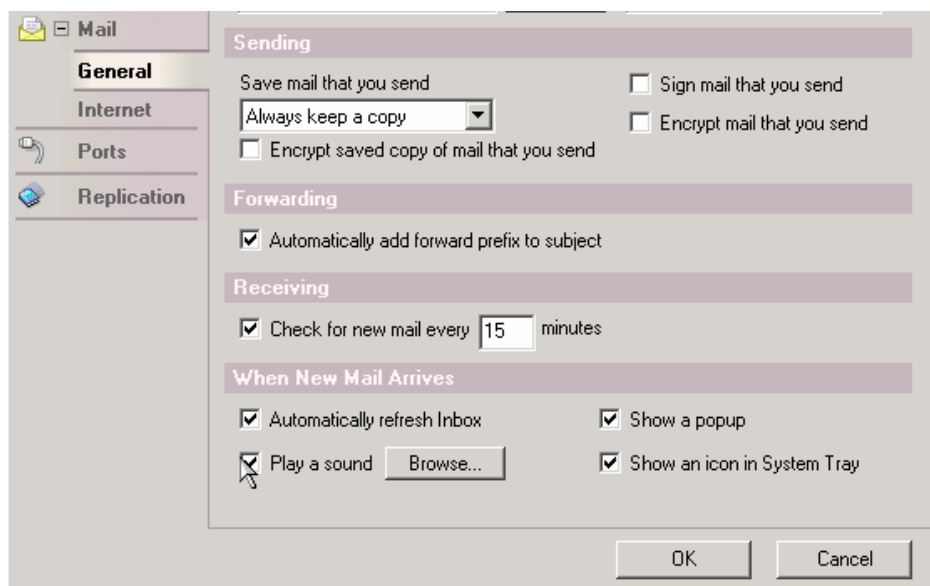 Mail
General
Internet
Ports
Replication
Sending
Save mail that you send
Always keep a copy
Encrypt saved copy of mail that you send
Sign mail that you send
Encrypt mail that you send
Forwarding
Automatically add forward prefix to subject
Receiving
Check for new mail every 15 minutes
When New Mail Arrives
Automatically refresh Inbox
Show a popup
Play a sound Browse...
Show an icon in System Tray
OK Cancel